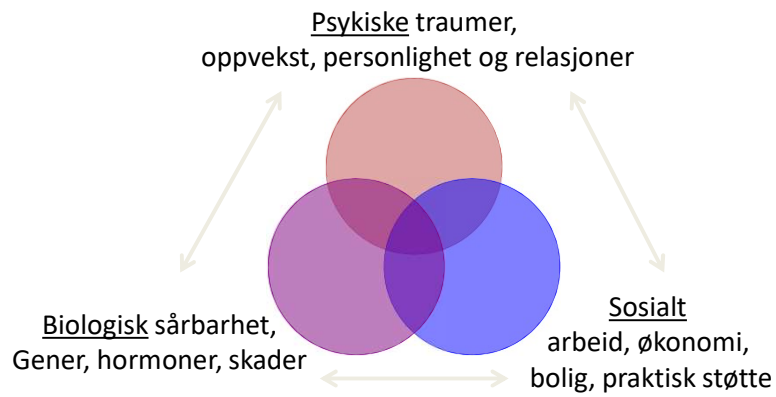 Psykiske traumer,
oppvekst, personlighet og relasjoner
Biologisk sårbarhet,
Gener, hormoner, skader
Sosialt
arbeid, økonomi,
bolig, praktisk støtte